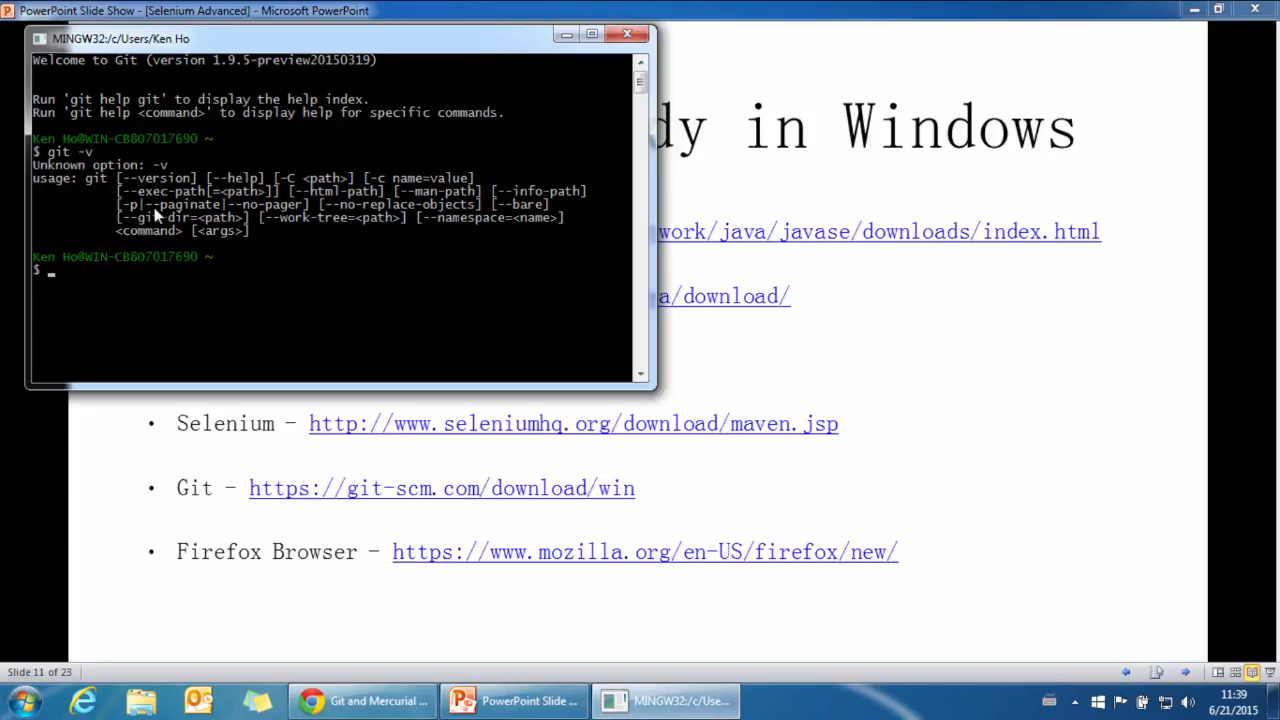 PowerPoint Slide Show - [Selenium Advanced] - Microsoft PowerPoint
MINGW32:/c/Users/Ken Ho
Welcome to Git (version 1.9.5-preview20150319)
Run 'git help git' to display the help index.
Run 'git help <command>' to display help for specific commands.
Ken Ho@WIN-CB8O7O1769O ~
$ git -v
Unknown option: -v
usage: git [--version] [--help] [-C <path>] [-c name=value]
[--exec-path[=<path>]] [--html-path] [--man-path] [--info-path]
[-p|--paginate|--no-pager] [--no-replace-objects] [--bare]
[--git-dir=<path>] [--work-tree=<path>] [--namespace=<name>]
<command> [<args>]
Ken Ho@WIN-CB8O7O1769O ~
$ _
dy in Windows
work/java/javase/downloads/index.html
a/download/
• Selenium – http://www.seleniumhq.org/download/maven.jsp
• Git – https://git-scm.com/download/win
• Firefox Browser – https://www.mozilla.org/en-US/firefox/new/
Slide 11 of 23
Git and Mercurial ...
PowerPoint Slide ...
MINGW32:/c/Use...
11:39
6/21/2015